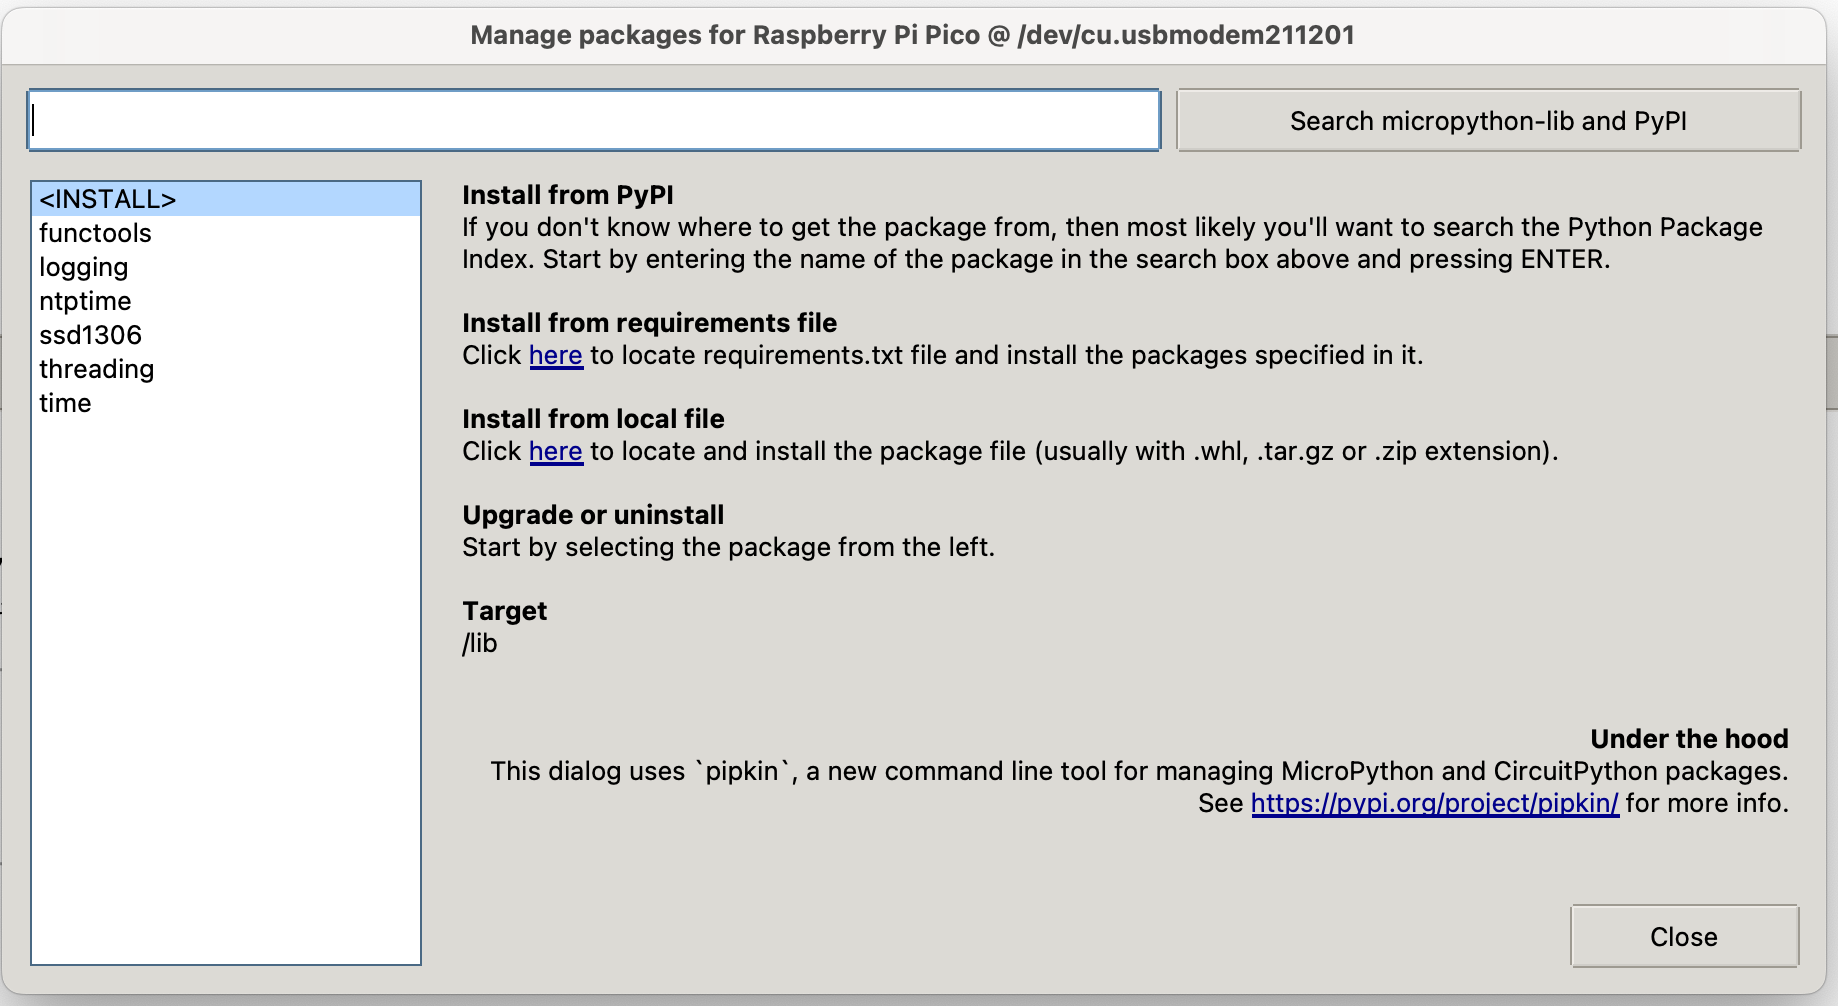 Manage packages for Raspberry Pi Pico @ /dev/cu.usbmodem211201
Search micropython-lib and PyPI
<INSTALL>
functools
logging
ntptime
ssd1306
threading
time
Install from PyPI
If you don't know where to get the package from, then most likely you'll want to search the Python Package
Index. Start by entering the name of the package in the search box above and pressing ENTER.
Install from requirements file
Click here to locate requirements.txt file and install the packages specified in it.
Install from local file
Click here to locate and install the package file (usually with .whl, .tar.gz or .zip extension).
Upgrade or uninstall
Start by selecting the package from the left.
Target
/lib
Under the hood
This dialog uses `pipkin`, a new command line tool for managing MicroPython and CircuitPython packages.
See https://pypi.org/project/pipkin/ for more info.
Close